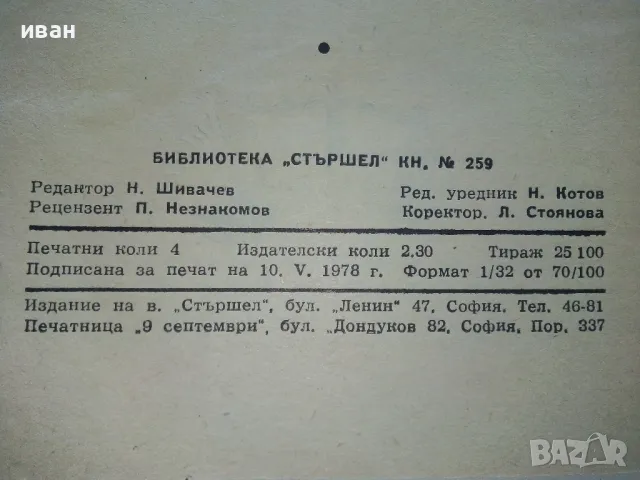 иван
БИБЛИОТЕКА „СТЪРШЕЛ" КН. № 259
Редактор Н. Шивачев Ред. уредник Н. Котов
Рецензент П. Незнакомов Коректор. Л. Стоянова
Печатни коли 4 Издателски коли 2,30 Тираж 25 100
Подписана за печат на 10. V. 1978 г. Формат 1/32 от 70/100
Издание на в. „Стършел", бул. „Ленин" 47, София, Тел. 46-81
Печатница „9 септември", бул. „Дондуков 82, София, Пор. 337
BAZAR